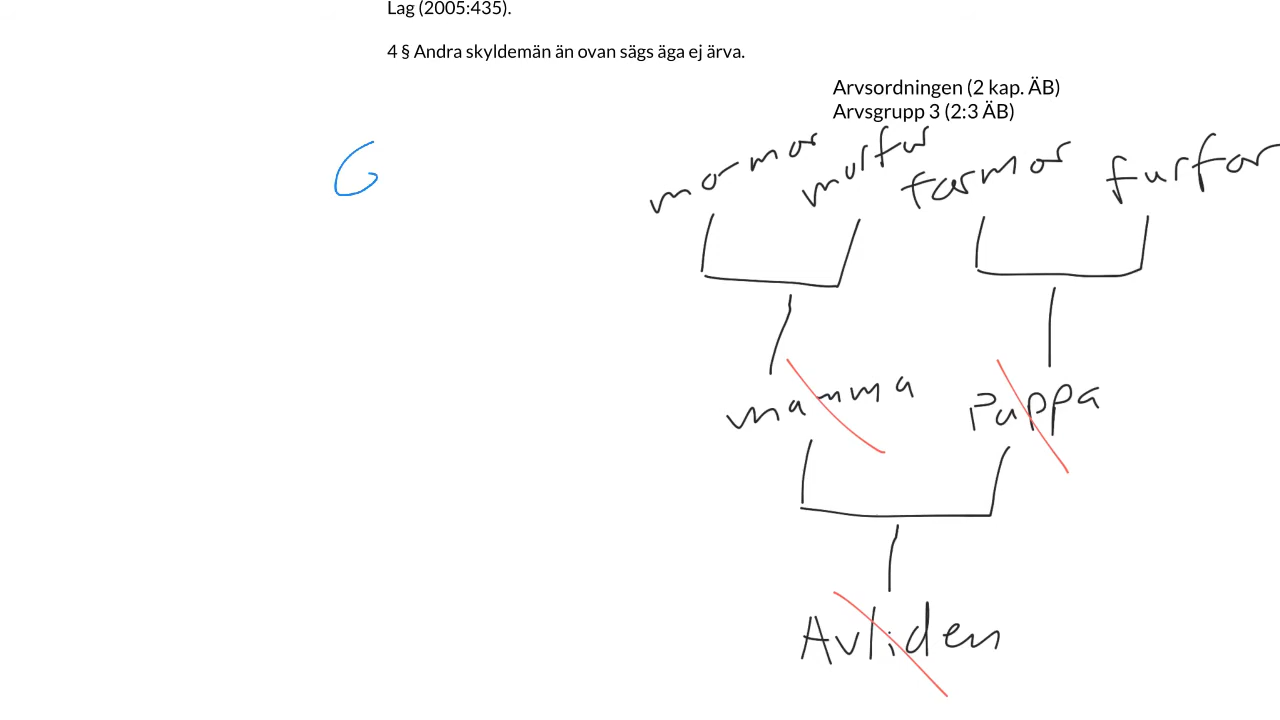 Lag (2005:435).
4 § Andra skyldemän än ovan sägs äga ej ärva.
Arvsordningen (2 kap. ÄB)
Arvsgrupp 3 (2:3 ÄB)
mormor morfar farmor farfar
G
mamma Pappa
Avliden